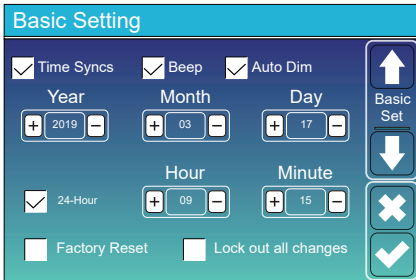 Basic Setting
Time Syncs Beep Auto Dim
Year Month Day
+ 2019 − + 03 − + 17 −
Basic
Set
Hour Minute
24-Hour + 09 − + 15 −
Factory Reset Lock out all changes